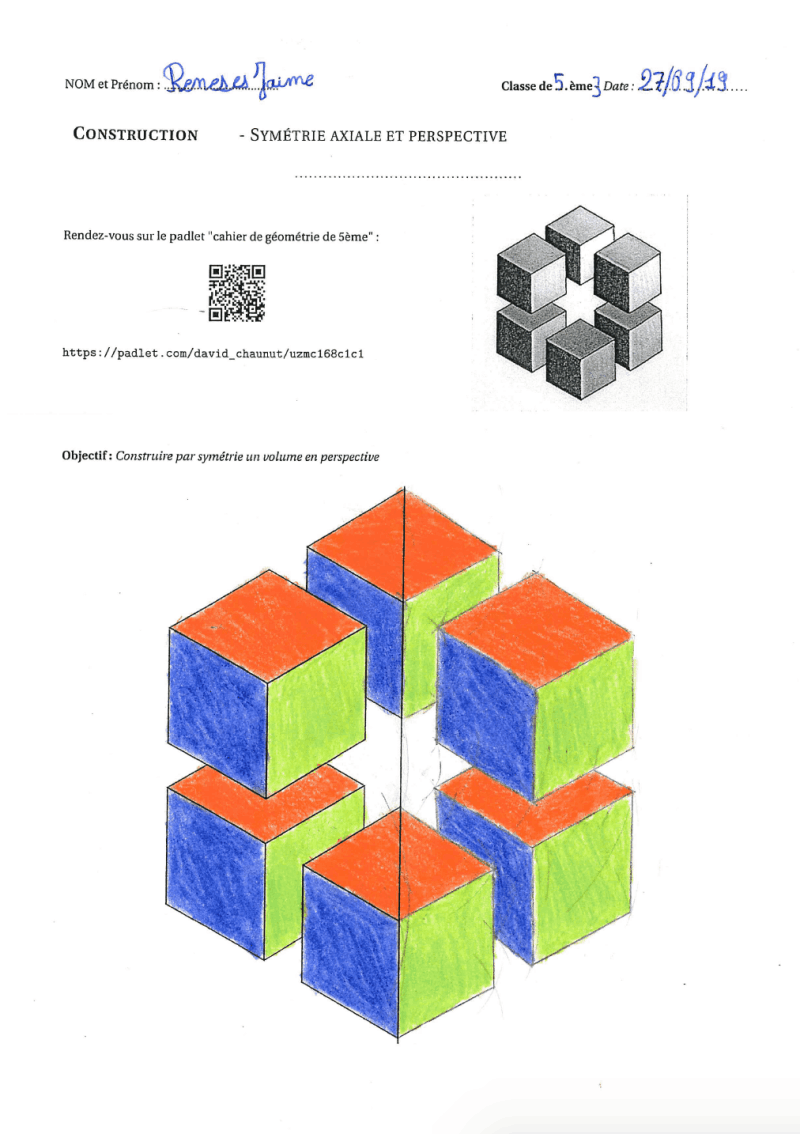 NOM et Prénom : Reneses Jaime Classe de 5.ème 3 Date : 27/09/19
CONSTRUCTION - SYMÉTRIE AXIALE ET PERSPECTIVE
Rendez-vous sur le padlet "cahier de géométrie de 5ème" :
https://padlet.com/david_chaunut/uzmc168c1c1
Objectif : Construire par symétrie un volume en perspective